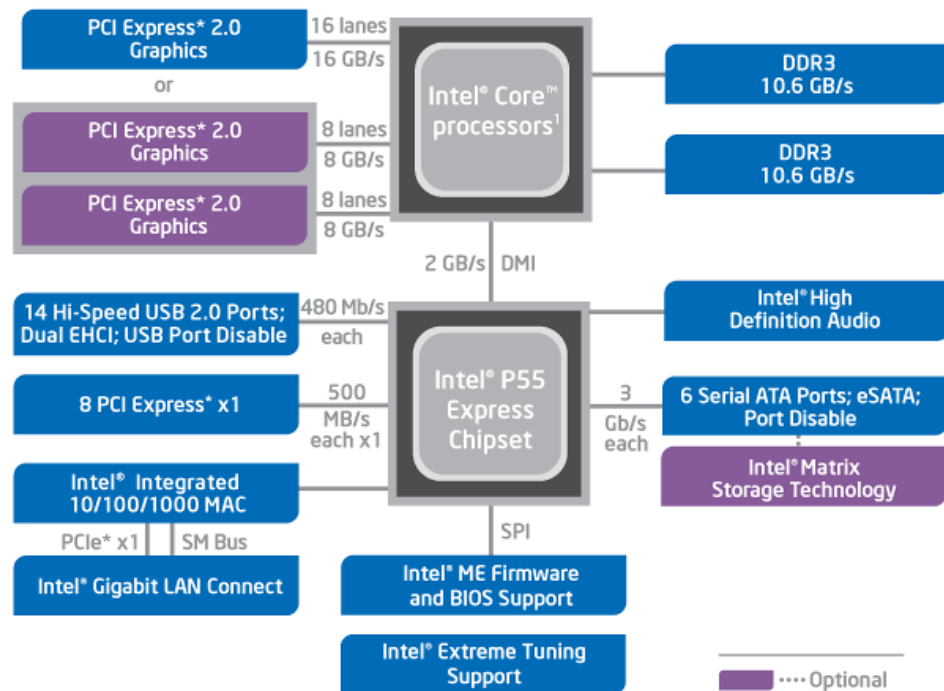 PCI Express* 2.0
Graphics
16 lanes
16 GB/s
or
PCI Express* 2.0
Graphics
8 lanes
8 GB/s
PCI Express* 2.0
Graphics
8 lanes
8 GB/s
Intel® Core™
processors¹
DDR3
10.6 GB/s
DDR3
10.6 GB/s
2 GB/s DMI
14 Hi-Speed USB 2.0 Ports;
Dual EHCI; USB Port Disable
480 Mb/s
each
8 PCI Express* x1
500
MB/s
each x1
Intel® Integrated
10/100/1000 MAC
PCIe* x1
SM Bus
Intel® Gigabit LAN Connect
Intel® P55
Express
Chipset
Intel® High
Definition Audio
3
Gb/s
each
6 Serial ATA Ports; eSATA;
Port Disable
Intel® Matrix
Storage Technology
SPI
Intel® ME Firmware
and BIOS Support
Intel® Extreme Tuning
Support
Optional